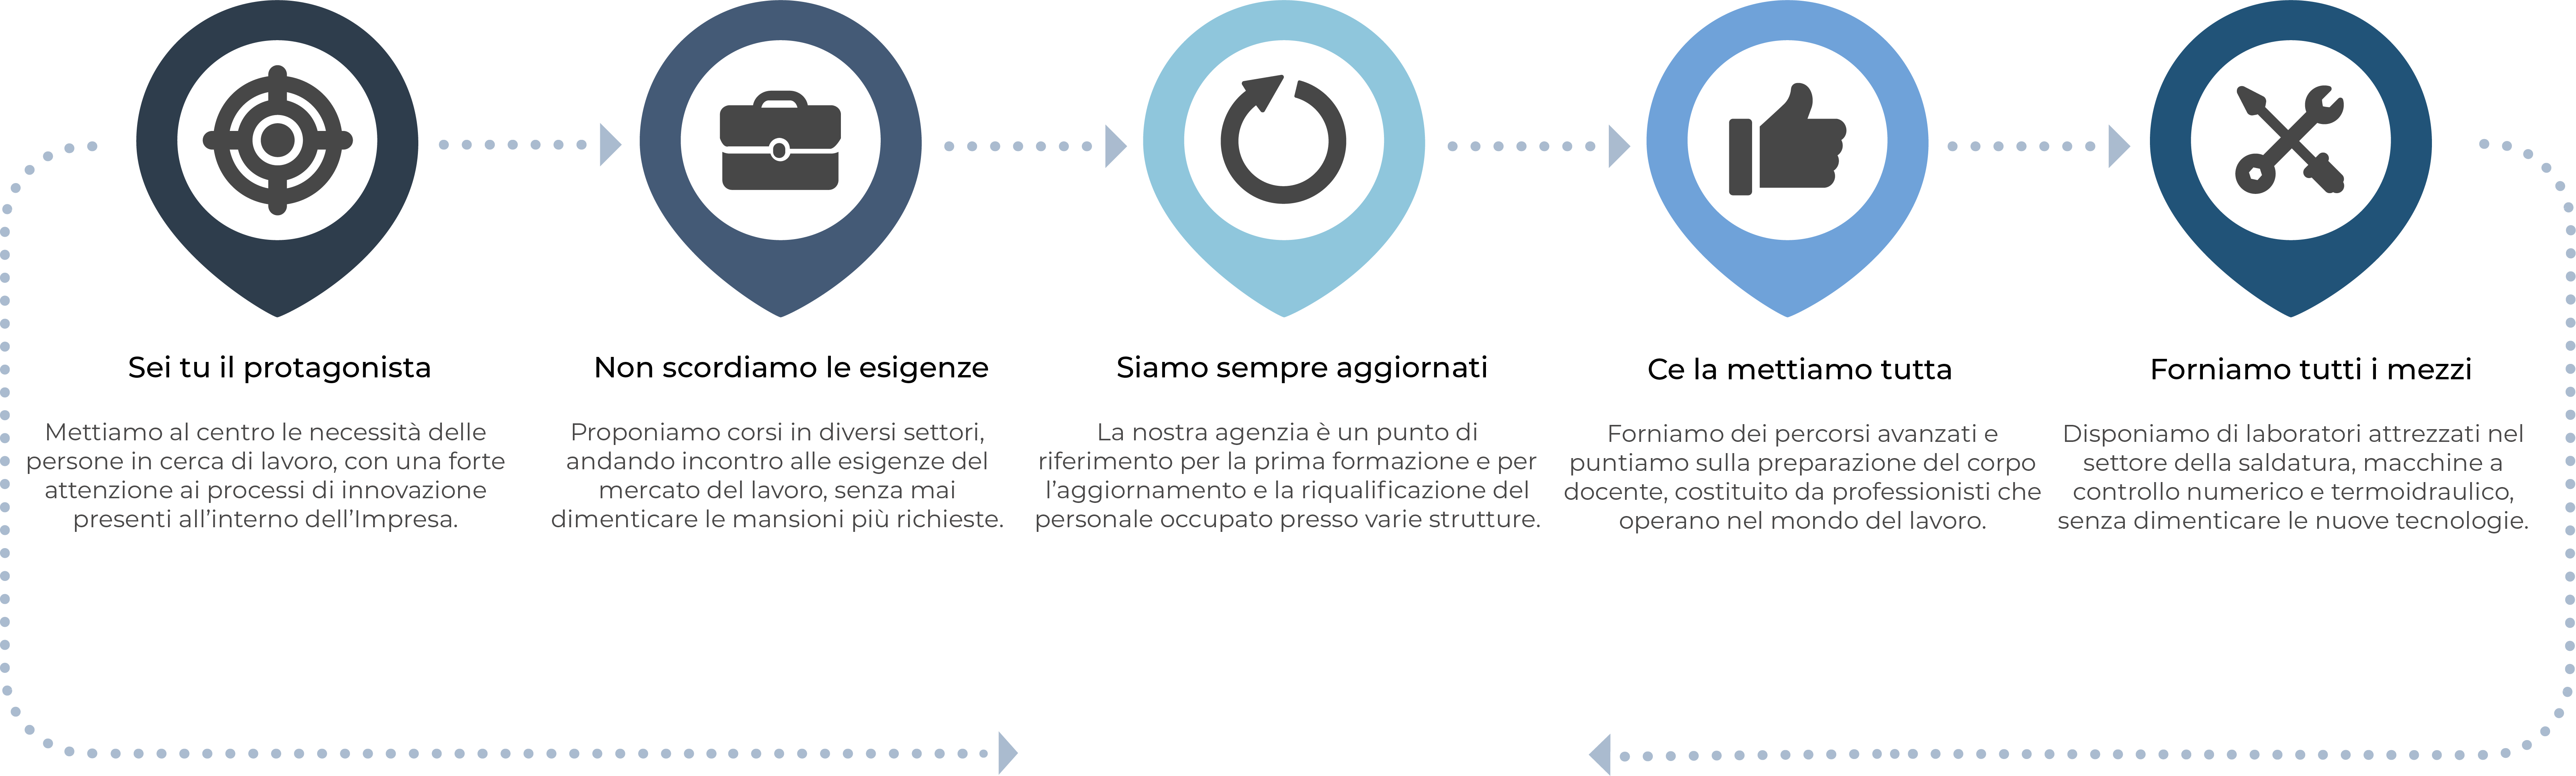 Sei tu il protagonista
Mettiamo al centro le necessità delle
persone in cerca di lavoro, con una forte
attenzione ai processi di innovazione
presenti all’interno dell’Impresa.
Non scordiamo le esigenze
Proponiamo corsi in diversi settori,
andando incontro alle esigenze del
mercato del lavoro, senza mai
dimenticare le mansioni più richieste.
Siamo sempre aggiornati
La nostra agenzia è un punto di
riferimento per la prima formazione e per
l’aggiornamento e la riqualificazione del
personale occupato presso varie strutture.
Ce la mettiamo tutta
Forniamo dei percorsi avanzati e
puntiamo sulla preparazione del corpo
docente, costituito da professionisti che
operano nel mondo del lavoro.
Forniamo tutti i mezzi
Disponiamo di laboratori attrezzati nel
settore della saldatura, macchine a
controllo numerico e termoidraulico,
senza dimenticare le nuove tecnologie.